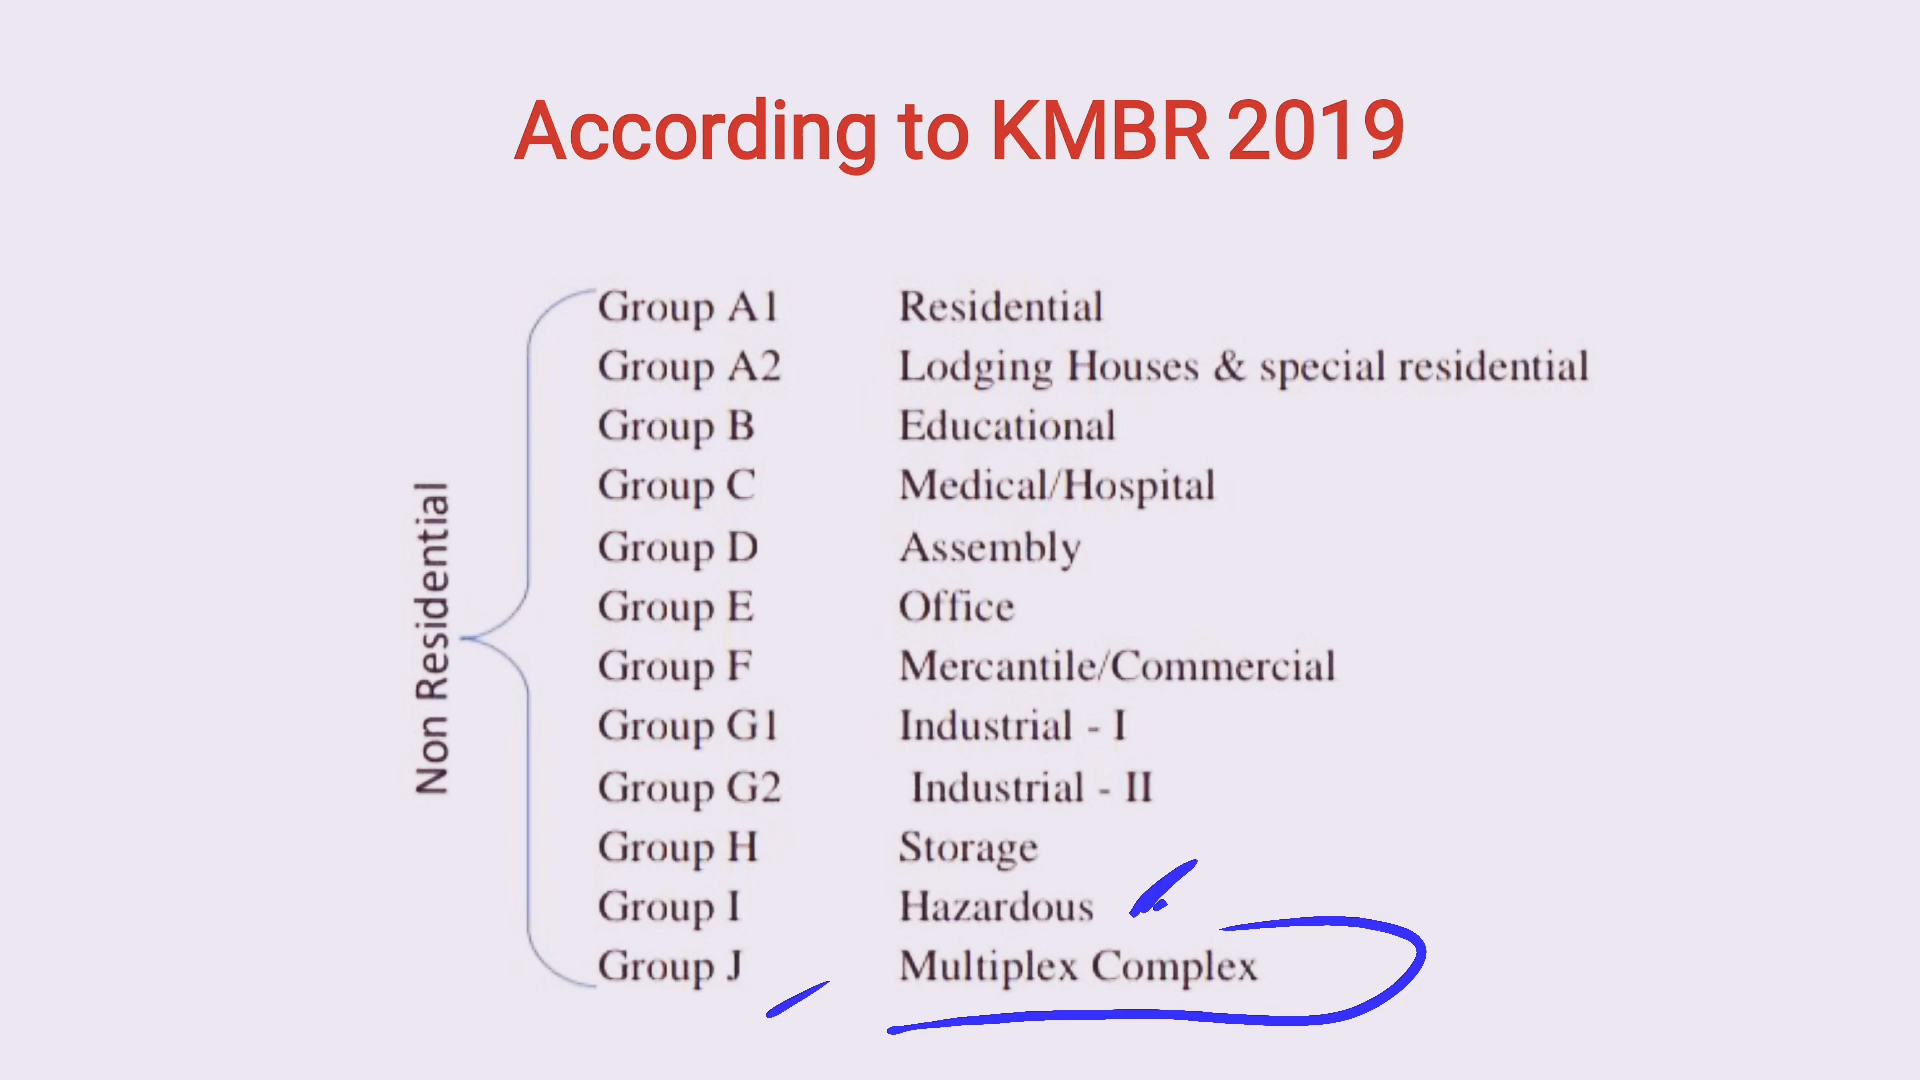 According to KMBR 2019
Non Residential
Group A1 Residential
Group A2 Lodging Houses & special residential
Group B Educational
Group C Medical/Hospital
Group D Assembly
Group E Office
Group F Mercantile/Commercial
Group G1 Industrial - I
Group G2 Industrial - II
Group H Storage
Group I Hazardous
Group J Multiplex Complex